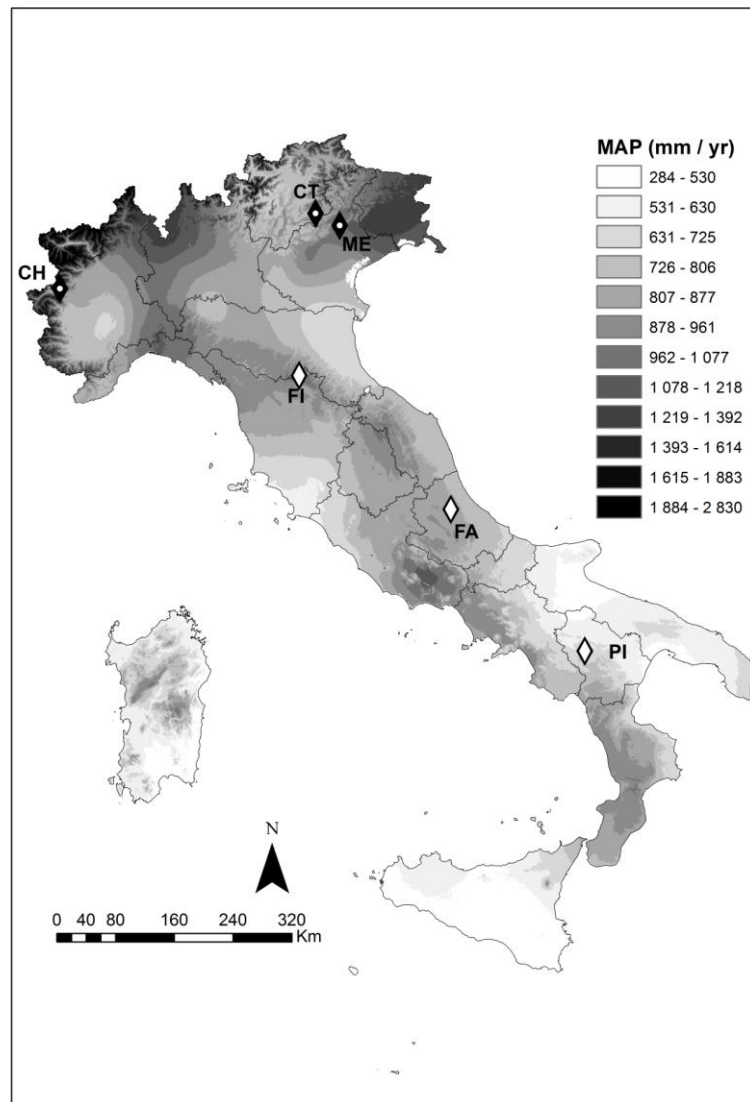 MAP (mm / yr)
284 - 530
531 - 630
631 - 725
726 - 806
807 - 877
878 - 961
962 - 1 077
1 078 - 1 218
1 219 - 1 392
1 393 - 1 614
1 615 - 1 883
1 884 - 2 830
CT
ME
CH
FI
FA
PI
N
0 40 80 160 240 320
Km